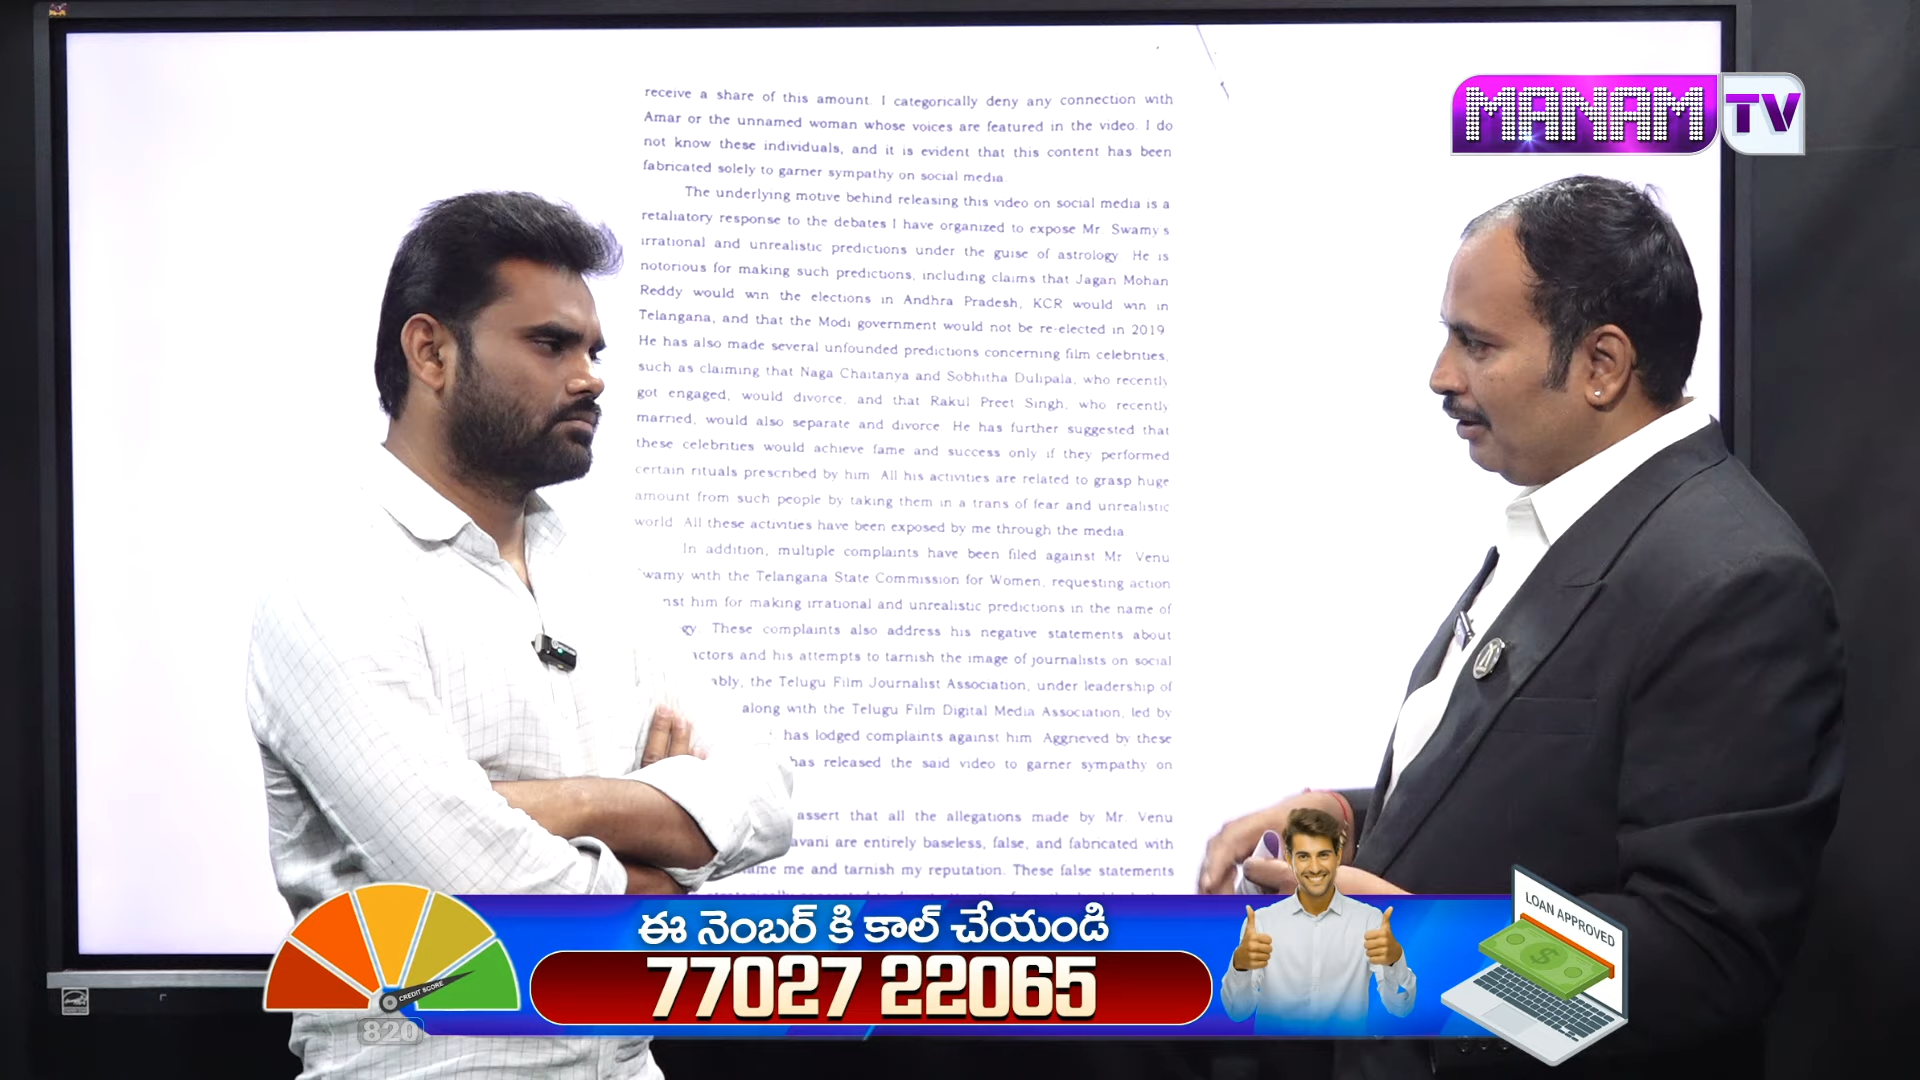 receive a share of this amount. I categorically deny any connection with
Amar or the unnamed woman whose voices are featured in the video. I do
not know these individuals, and it is evident that this content has been
fabricated solely to garner sympathy on social media.
The underlying motive behind releasing this video on social media is a
retaliatory response to the debates I have organized to expose Mr. Swamy's
irrational and unrealistic predictions under the guise of astrology. He is
notorious for making such predictions, including claims that Jagan Mohan
Reddy would win the elections in Andhra Pradesh, KCR would win in
Telangana, and that the Modi government would not be re-elected in 2019.
He has also made several unfounded predictions concerning film celebrities,
such as claiming that Naga Chaitanya and Sobhitha Dulipala, who recently
got engaged, would divorce, and that Rakul Preet Singh, who recently
married, would also separate and divorce. He has further suggested that
these celebrities would achieve fame and success only if they performed
certain rituals prescribed by him. All his activities are related to grasp huge
amount from such people by taking them in a trans of fear and unrealistic
world. All these activities have been exposed by me through the media.
In addition, multiple complaints have been filed against Mr. Venu
Swamy with the Telangana State Commission for Women, requesting action
him for making irrational and unrealistic predictions in the name of
These complaints also address his negative statements about
actors and his attempts to tarnish the image of journalists on social
the Telugu Film Journalist Association, under leadership of
along with the Telugu Film Digital Media Association, led by
has lodged complaints against him. Aggrieved by these
has released the said video to garner sympathy on
assert that all the allegations made by Mr. Venu
are entirely baseless, false, and fabricated with
me and tarnish my reputation. These false statements
MANAM TV
ఈ నెంబర్ కి కాల్ చేయండి
77027 22065
CREDIT SCORE
820
LOAN APPROVED